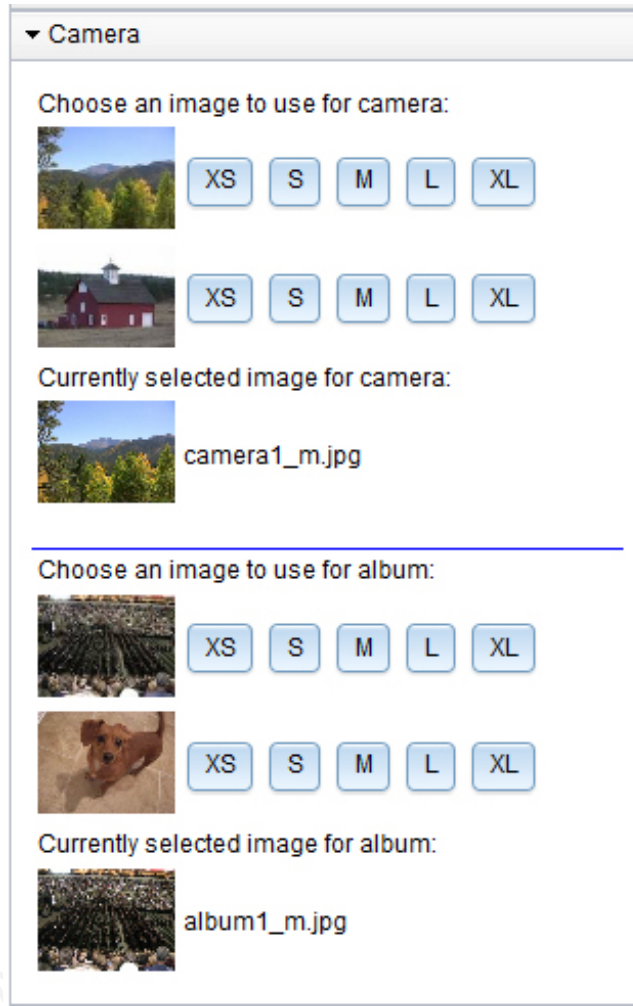 Camera
Choose an image to use for camera:
XS S M L XL
XS S M L XL
Currently selected image for camera:
camera1_m.jpg
Choose an image to use for album:
XS S M L XL
XS S M L XL
Currently selected image for album:
album1_m.jpg